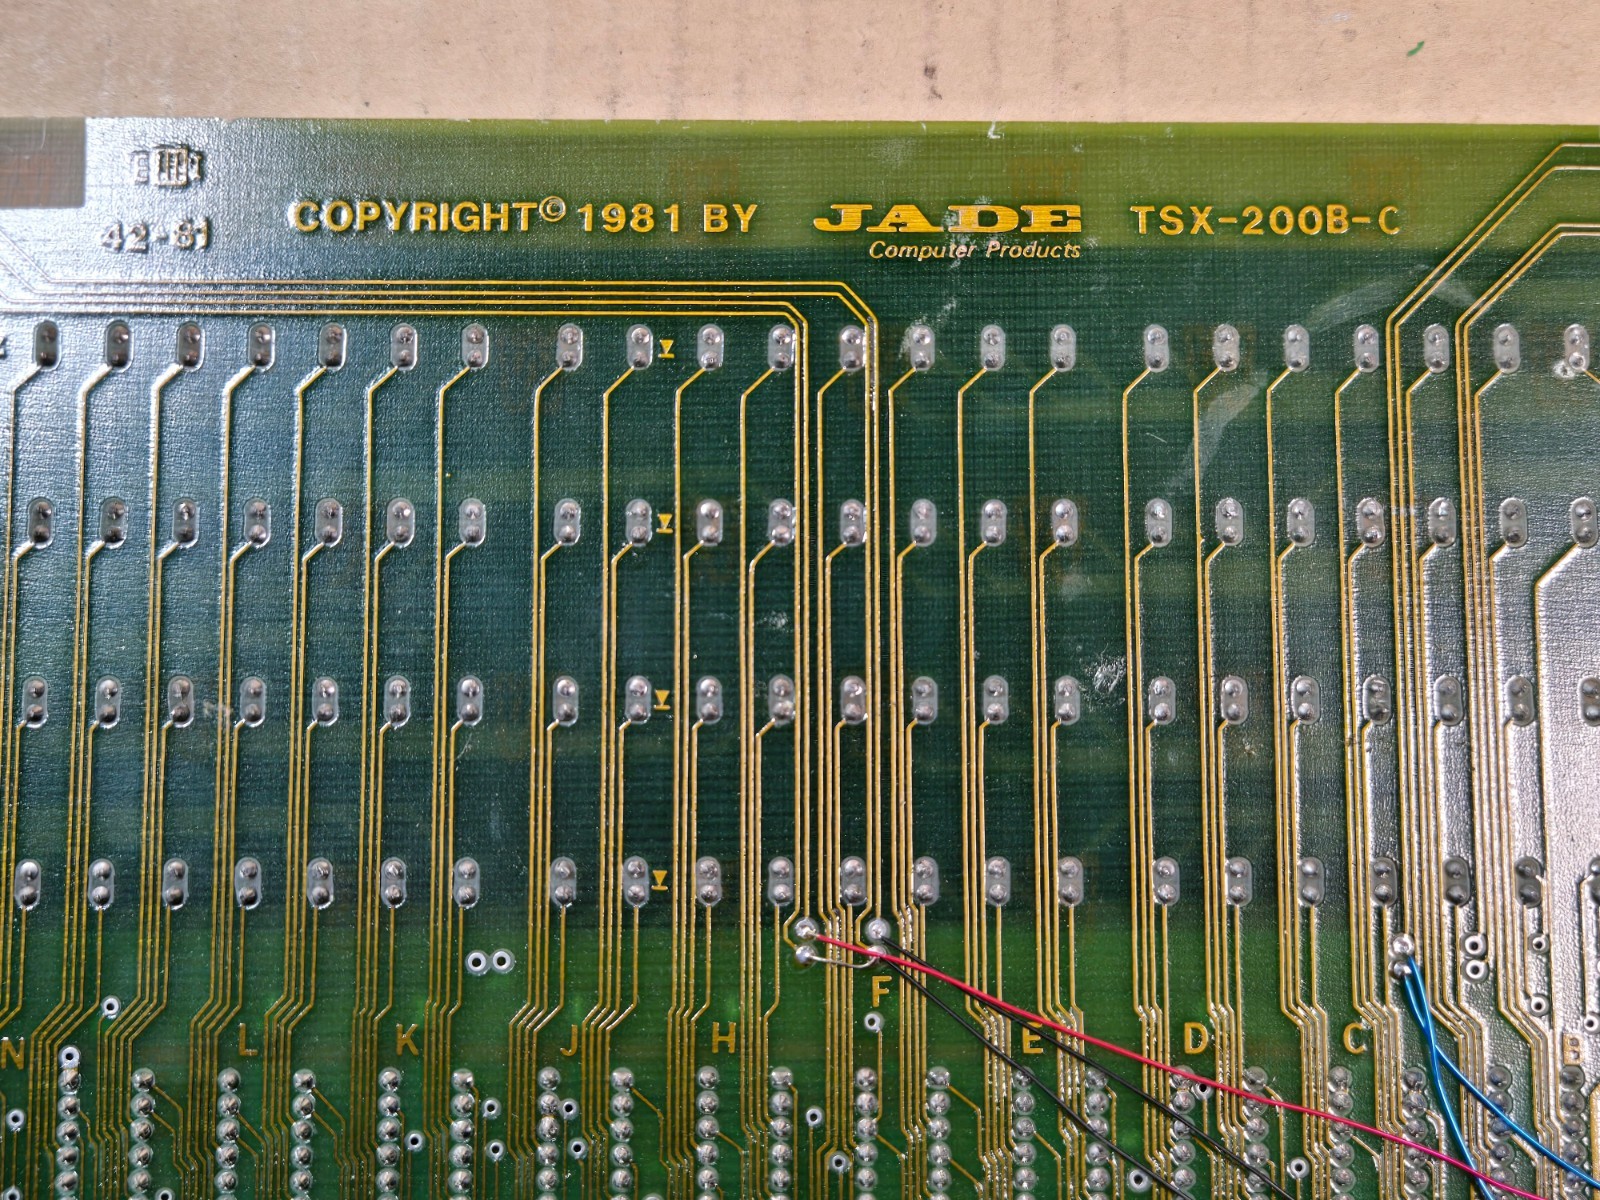 COPYRIGHT © 1981 BY JADE TSX-200B-C
Computer Products
42-81
F
N L K J H E D C B